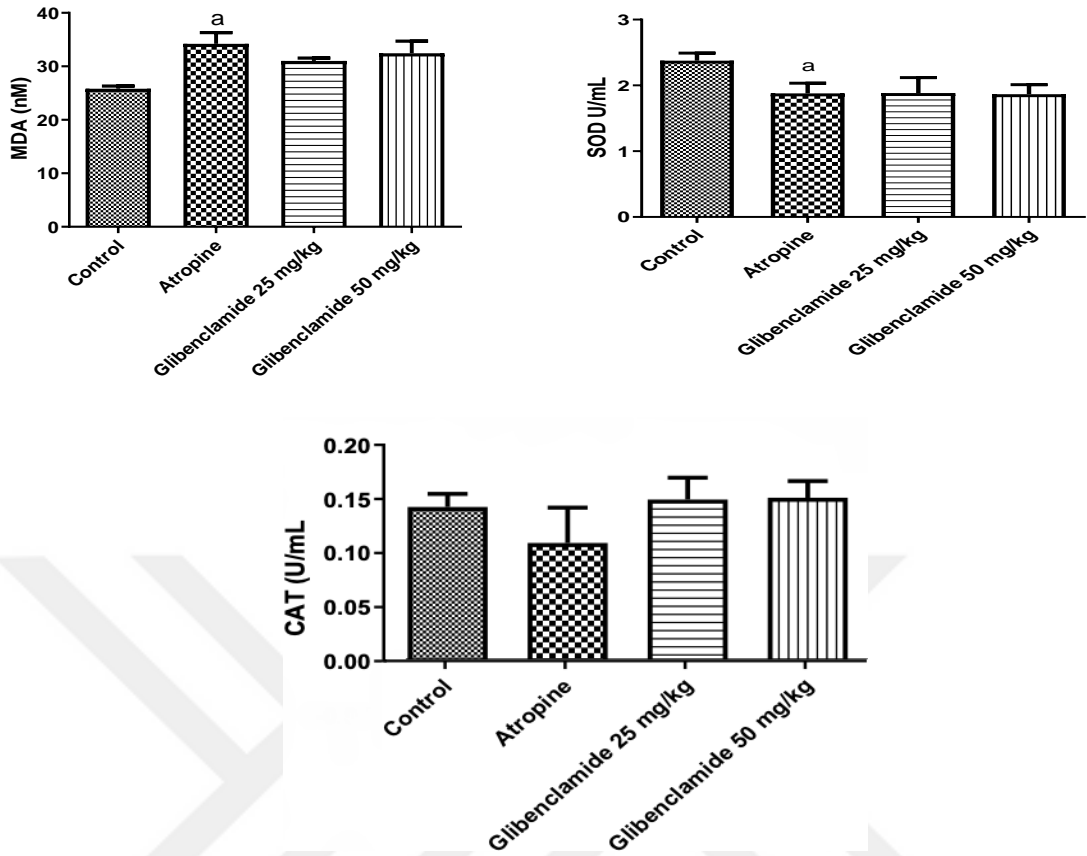 MDA (nM)
40
30
20
10
0
a
Control
Atropine
Glibenclamide 25 mg/kg
Glibenclamide 50 mg/kg
SOD U/mL
3
2
1
0
a
Control
Atropine
Glibenclamide 25 mg/kg
Glibenclamide 50 mg/kg
CAT (U/mL
0.20
0.15
0.10
0.05
0.00
Control
Atropine
Glibenclamide 25 mg/kg
Glibenclamide 50 mg/kg